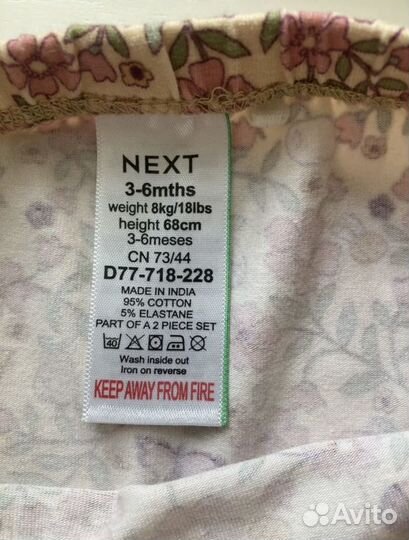 NEXT
3-6mths
weight 8kg/18lbs
height 68cm
3-6meses
CN 73/44
D77-718-228
MADE IN INDIA
95% COTTON
5% ELASTANE
PART OF A 2 PIECE SET
40
Wash inside out
Iron on reverse
KEEP AWAY FROM FIRE
Avito